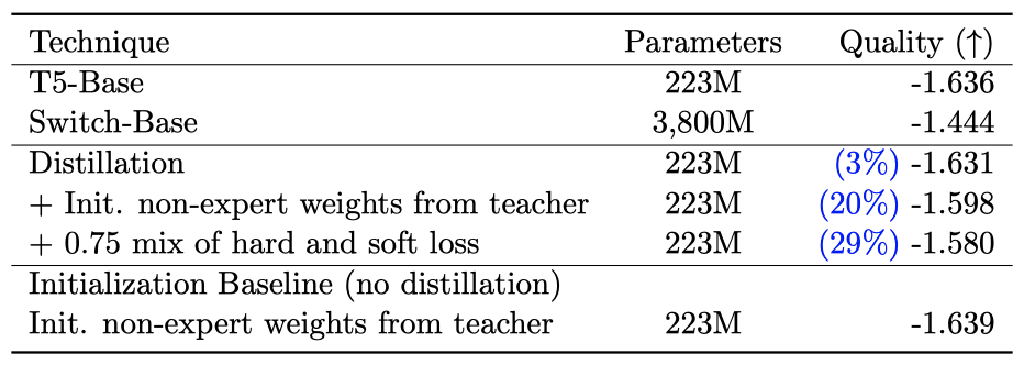 Technique Parameters Quality (↑)
T5-Base 223M -1.636
Switch-Base 3,800M -1.444
Distillation 223M (3%) -1.631
+ Init. non-expert weights from teacher 223M (20%) -1.598
+ 0.75 mix of hard and soft loss 223M (29%) -1.580
Initialization Baseline (no distillation)
Init. non-expert weights from teacher 223M -1.639